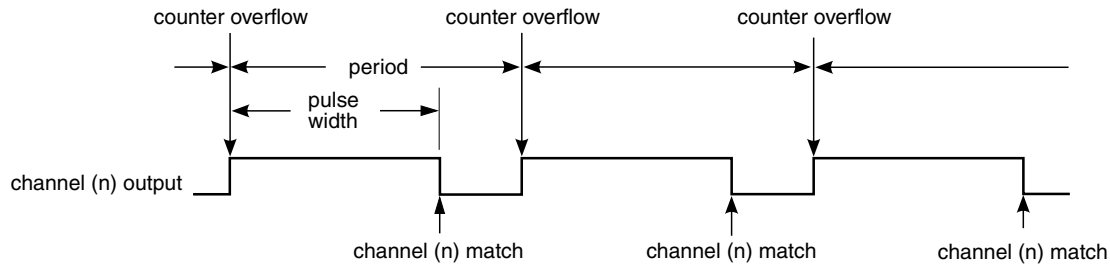 counter overflow
counter overflow
counter overflow
period
pulse
width
channel (n) output
channel (n) match
channel (n) match
channel (n) match